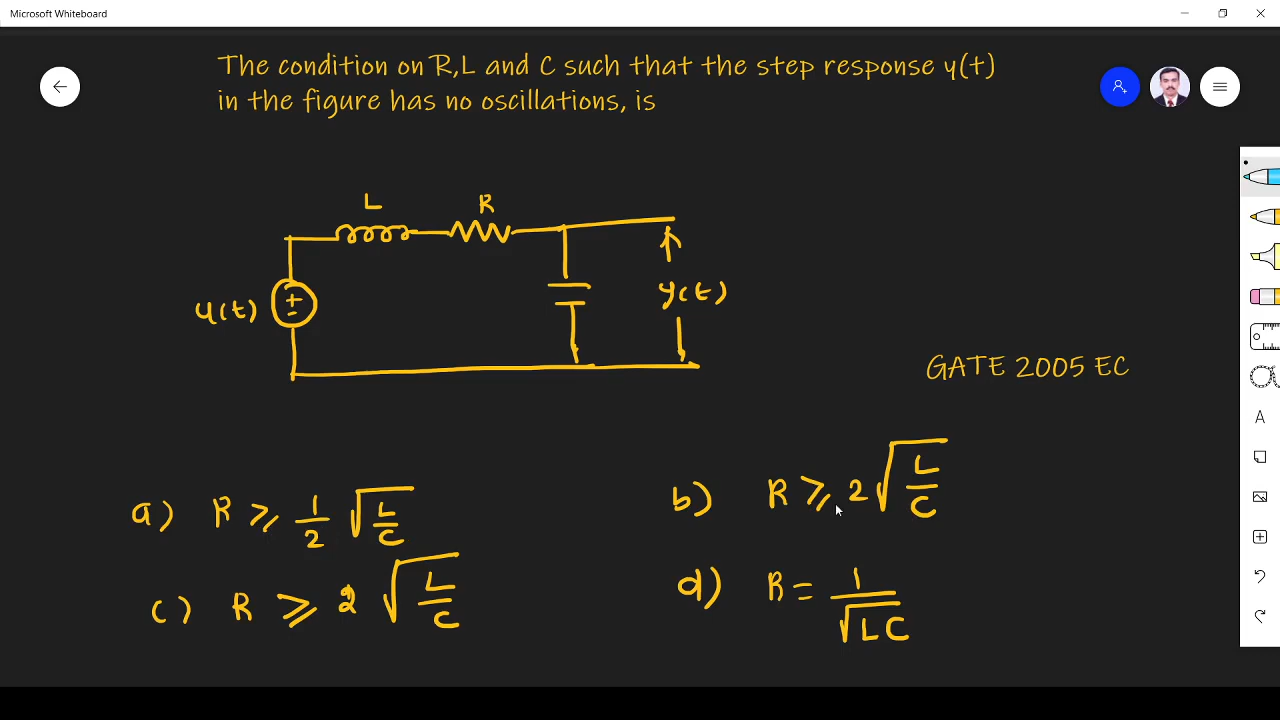 Microsoft Whiteboard
The condition on R,L and C such that the step response y(t)
in the figure has no oscillations, is
L
R
u(t)
+
-
y(t)
GATE 2005 EC
a) R ≥ 1/2 √(L/C)
b) R ≥ 2 √(L/C)
c) R ≥ 2 √(L/C)
d) R = 1/√(LC)
A